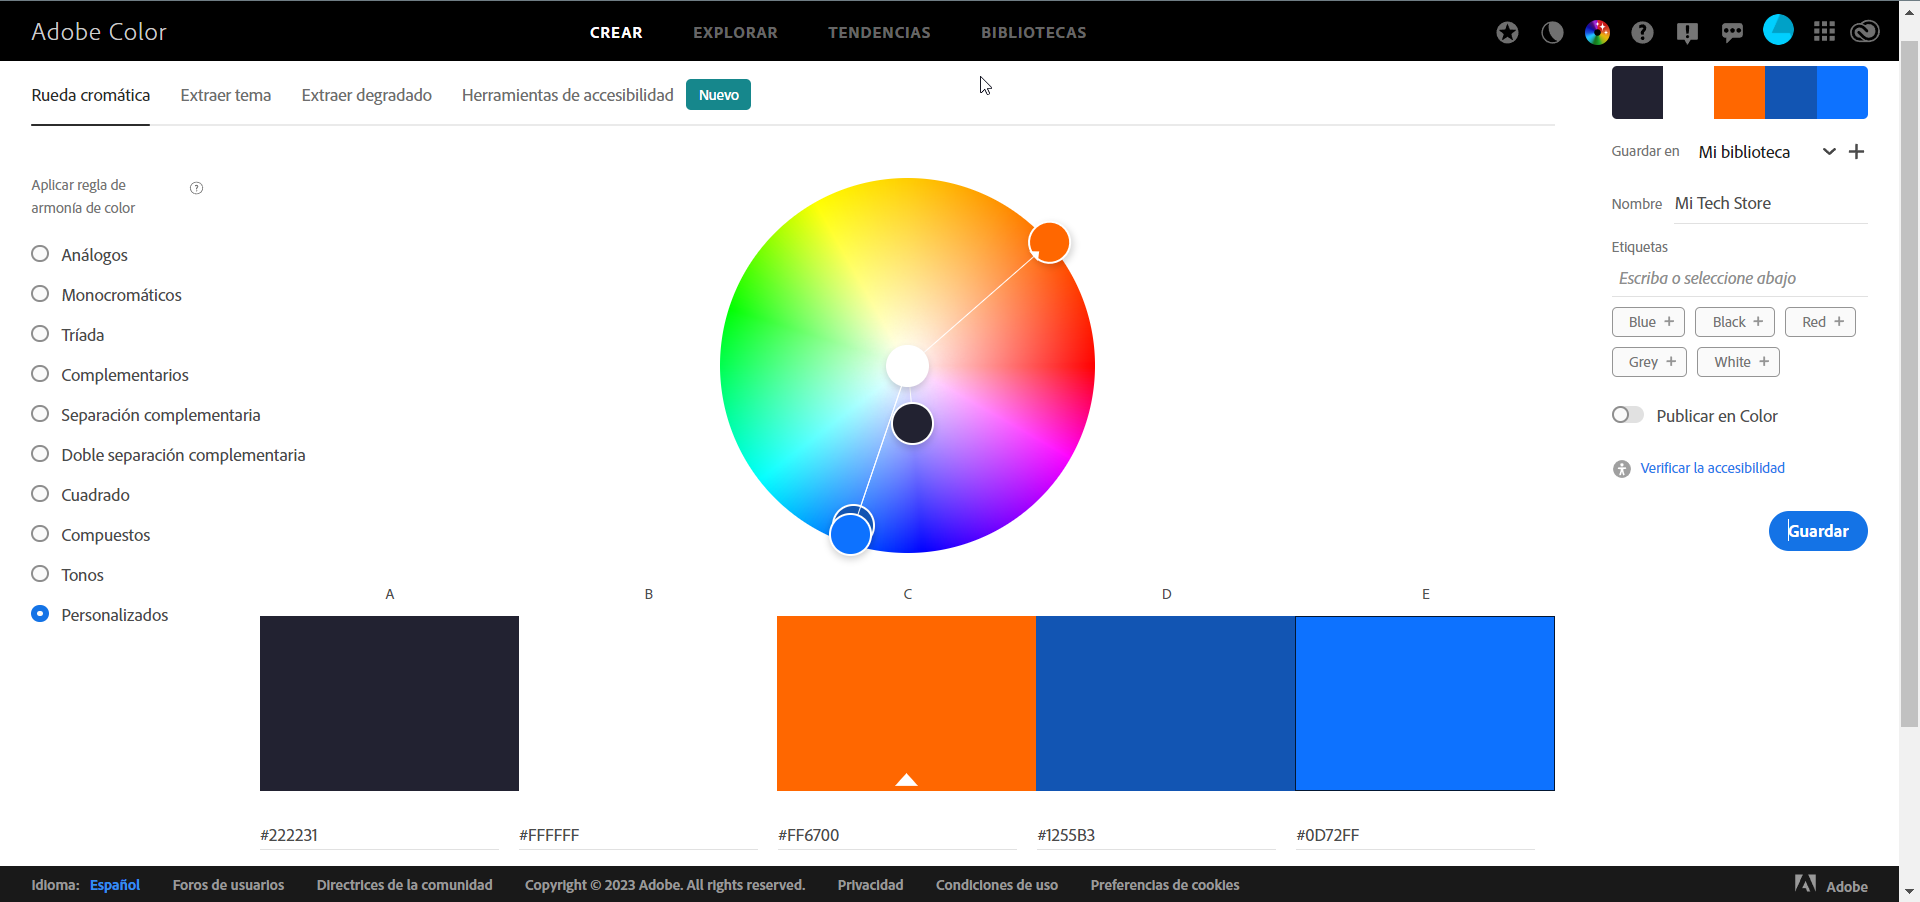 Adobe Color
CREAR EXPLORAR TENDENCIAS BIBLIOTECAS
Rueda cromática Extraer tema Extraer degradado Herramientas de accesibilidad Nuevo
Guardar en Mi biblioteca
Aplicar regla de
armonía de color
Nombre Mi Tech Store
Etiquetas
Escriba o seleccione abajo
Blue + Black + Red +
Grey + White +
Publicar en Color
Verificar la accesibilidad
Guardar
Análogos
Monocromáticos
Tríada
Complementarios
Separación complementaria
Doble separación complementaria
Cuadrado
Compuestos
Tonos
Personalizados
A B C D E
#222231 #FFFFFF #FF6700 #1255B3 #0D72FF
Idioma: Español Foros de usuarios Directrices de la comunidad Copyright © 2023 Adobe. All rights reserved. Privacidad Condiciones de uso Preferencias de cookies Adobe